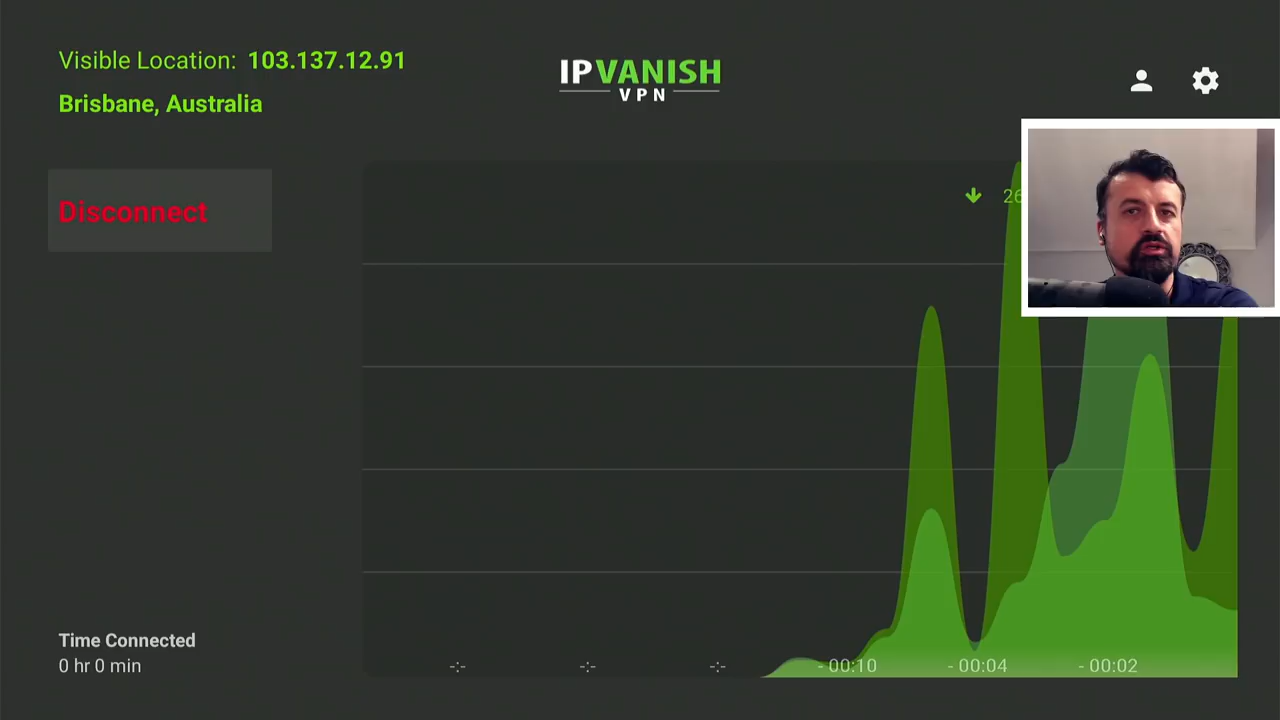 Visible Location: 103.137.12.91
Brisbane, Australia
IPVANISH
VPN
Disconnect
26
Time Connected
0 hr 0 min
-:-
-:-
-:-
- 00:10
- 00:04
- 00:02